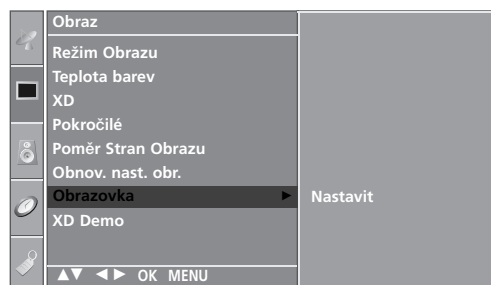 Obraz
Režim Obrazu
Teplota barev
XD
Pokročilé
Poměr Stran Obrazu
Obnov. nast. obr.
Obrazovka ► Nastavit
XD Demo
▲▼ ◄► OK MENU